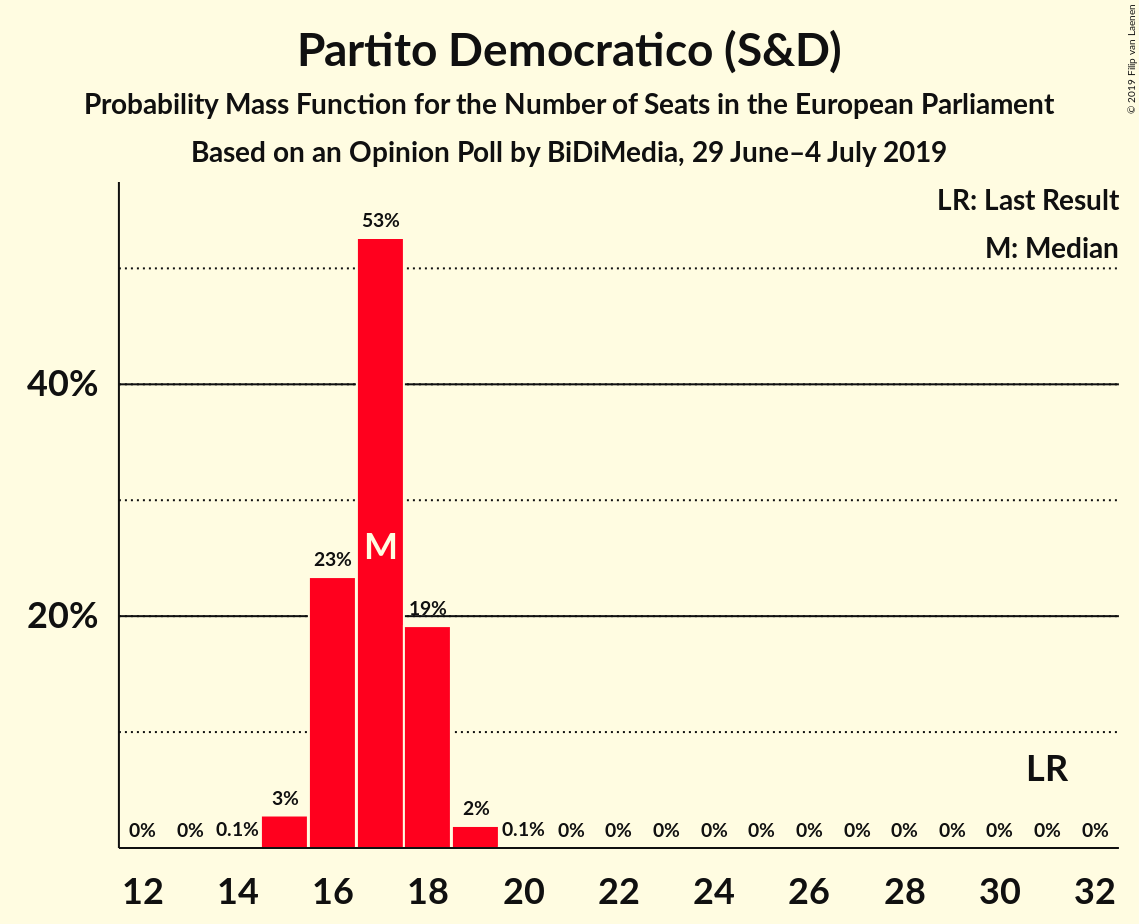 Partito Democratico (S&D)
Probability Mass Function for the Number of Seats in the European Parliament
Based on an Opinion Poll by BiDiMedia, 29 June–4 July 2019
© 2019 Filip van Laenen
LR: Last Result
M: Median
53%
40%
M
23%
19%
20%
LR
3%
2%
0% 0% 0.1% 0.1% 0% 0% 0% 0% 0% 0% 0% 0% 0% 0% 0% 0%
12 14 16 18 20 22 24 26 28 30 32